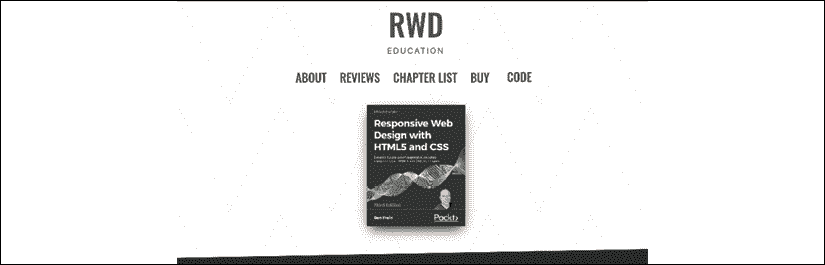 RWD
EDUCATION
ABOUT REVIEWS CHAPTER LIST BUY CODE
Responsive Web
Design with
HTML5 and CSS
Third Edition
Ben Frain
Packt